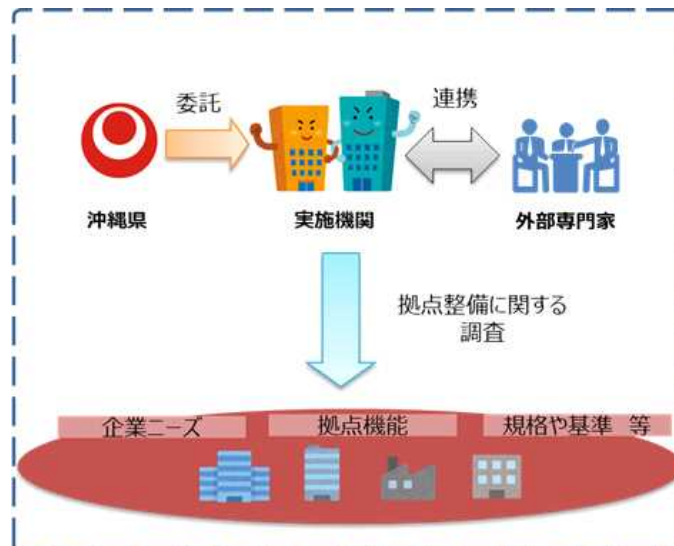 委託
連携
沖縄県
実施機関
外部専門家
拠点整備に関する
調査
企業ニーズ
拠点機能
規格や基準 等